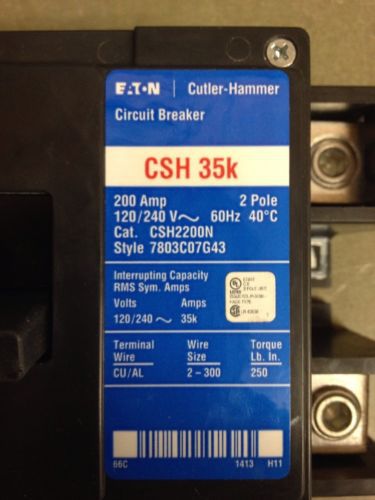 EATON | Cutler-Hammer
Circuit Breaker
CSH 35k
200 Amp 2 Pole
120/240 V~ 60Hz 40°C
Cat. CSH2200N
Style 7803C07G43
Interrupting Capacity
RMS Sym. Amps
Volts Amps
120/240 ~ 35k
Terminal Wire Torque
Wire Size Lb. In.
CU/AL 2-300 250
66C 1413 H11